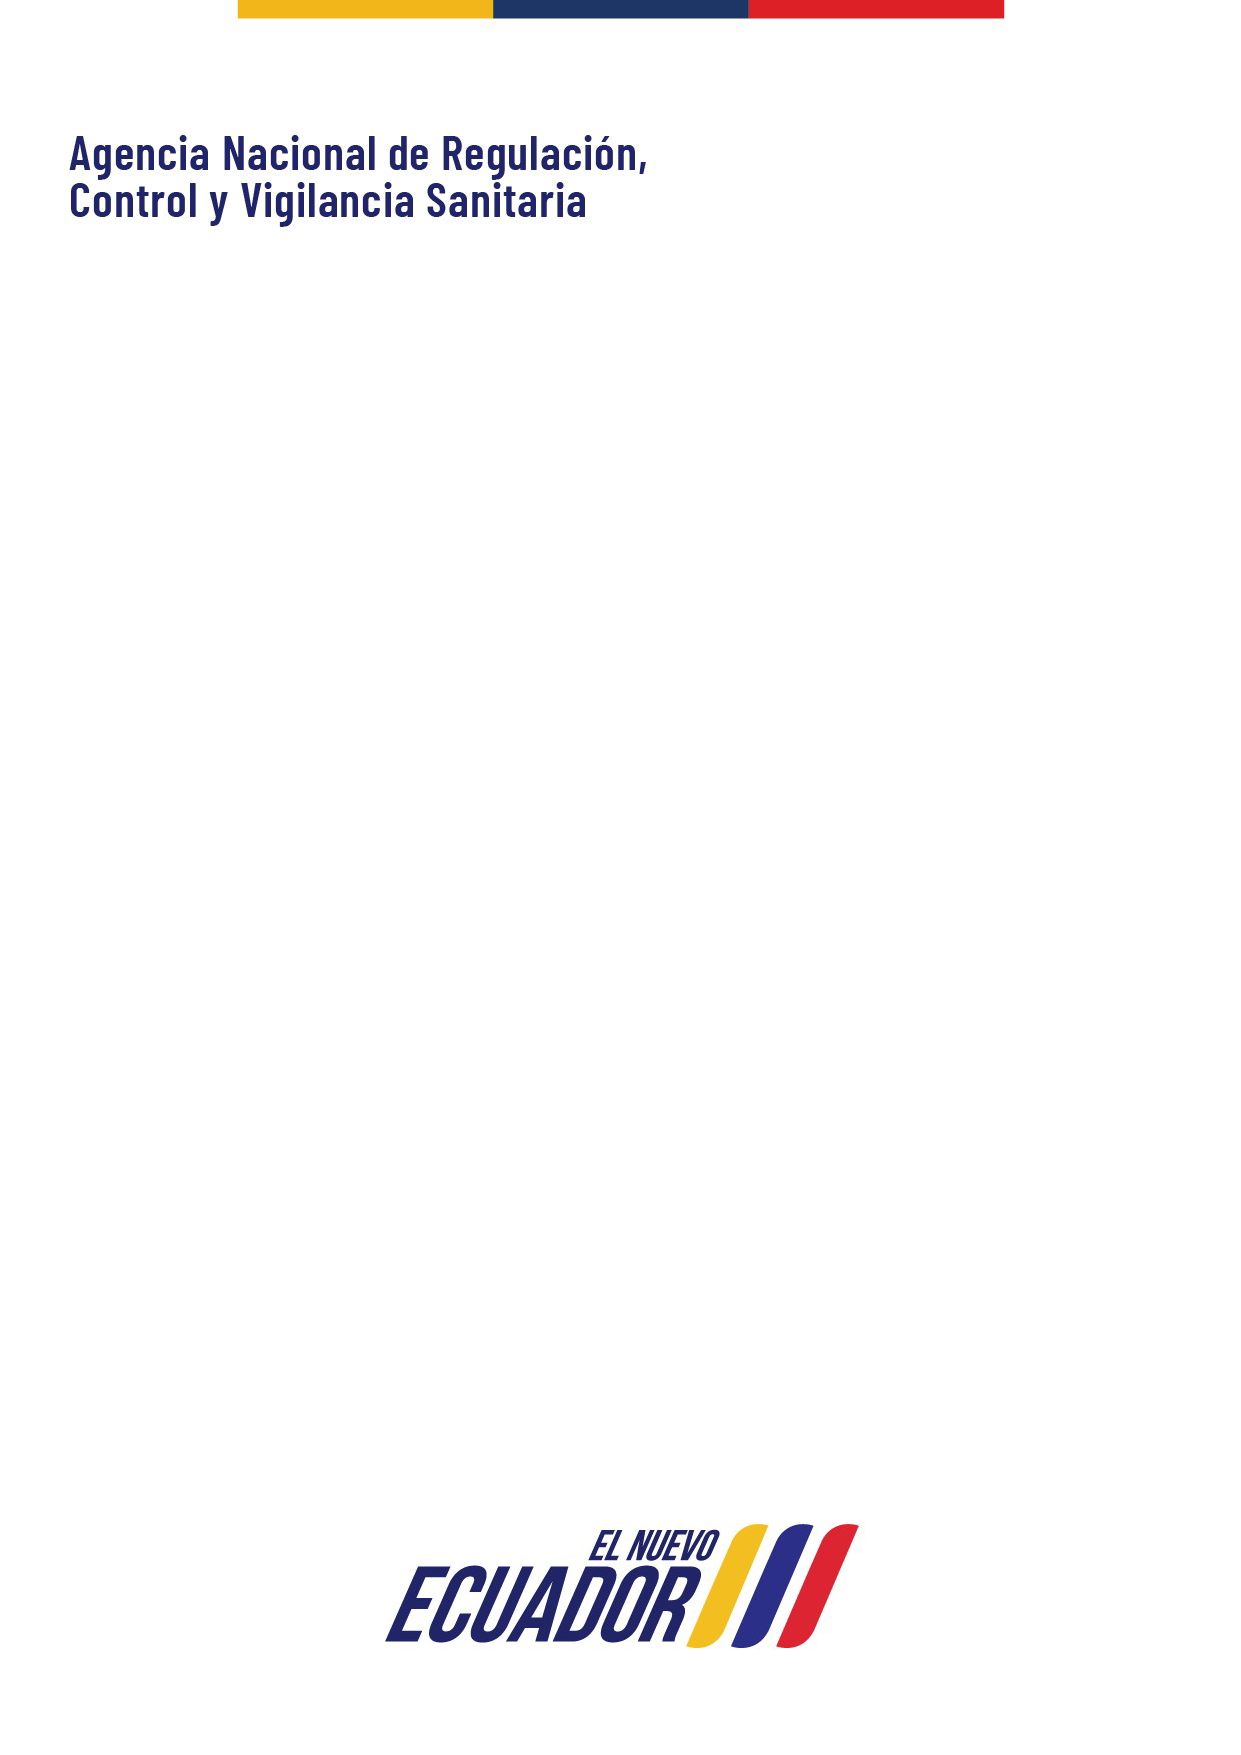 Agencia Nacional de Regulación,
Control y Vigilancia Sanitaria
EL NUEVO
ECUADOR